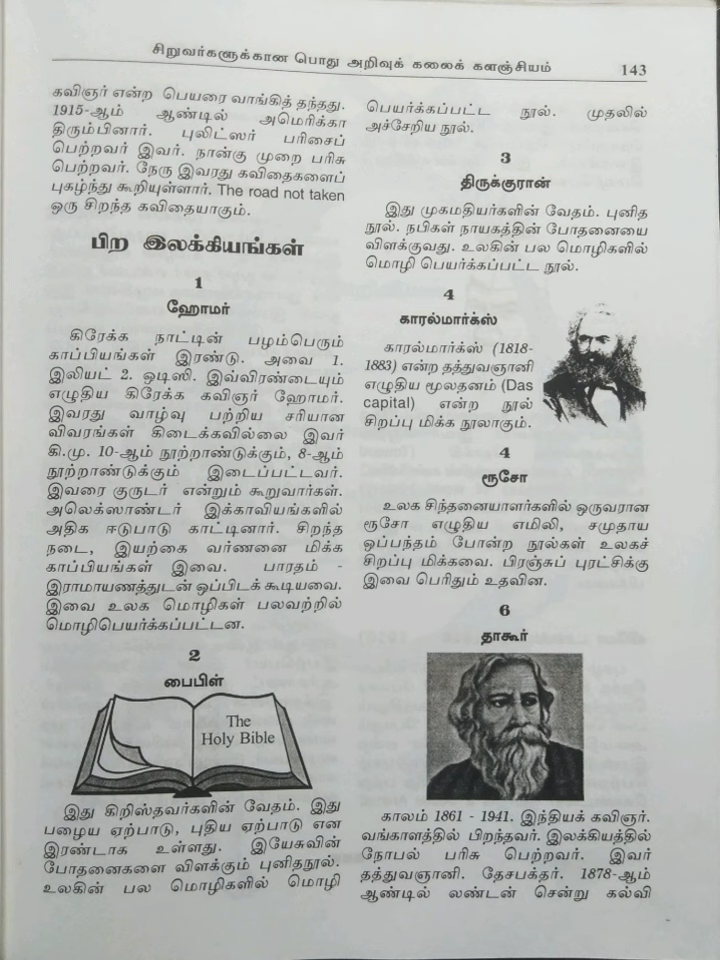 சிறுவர்களுக்கான பொது அறிவுக் கலைக் களஞ்சியம்
143
கவிஞர் என்ற பெயரை வாங்கித் தந்தது.
1915-ஆம் ஆண்டில் அமெரிக்கா
திரும்பினார். புலிட்ஸர் பரிசைப்
பெற்றவர் இவர். நான்கு முறை பரிசு
பெற்றவர். நேரு இவரது கவிதைகளைப்
புகழ்ந்து கூறியுள்ளார். The road not taken
ஒரு சிறந்த கவிதையாகும்.
பிற இலக்கியங்கள்
1
ஹோமர்
கிரேக்க நாட்டின் பழம்பெரும்
காப்பியங்கள் இரண்டு. அவை 1.
இலியட் 2. ஒடிஸி. இவ்விரண்டையும்
எழுதிய கிரேக்க கவிஞர் ஹோமர்.
இவரது வாழ்வு பற்றிய சரியான
விவரங்கள் கிடைக்கவில்லை இவர்
கி.மு. 10-ஆம் நூற்றாண்டுக்கும், 8-ஆம்
நூற்றாண்டுக்கும் இடைப்பட்டவர்.
இவரை குருடர் என்றும் கூறுவார்கள்.
அலெக்ஸாண்டர் இக்காவியங்களில்
அதிக ஈடுபாடு காட்டினார். சிறந்த
நடை, இயற்கை வர்ணனை மிக்க
காப்பியங்கள் இவை. பாரதம் -
இராமாயணத்துடன் ஒப்பிடக் கூடியவை.
இவை உலக மொழிகள் பலவற்றில்
மொழிபெயர்க்கப்பட்டன.
2
பைபிள்
The
Holy Bible
இது கிறிஸ்தவர்களின் வேதம். இது
பழைய ஏற்பாடு, புதிய ஏற்பாடு என
இரண்டாக உள்ளது. இயேசுவின்
போதனைகளை விளக்கும் புனிதநூல்.
உலகின் பல மொழிகளில் மொழி
பெயர்க்கப்பட்ட நூல். முதலில்
அச்சேறிய நூல்.
3
திருக்குரான்
இது முகமதியர்களின் வேதம். புனித
நூல். நபிகள் நாயகத்தின் போதனையை
விளக்குவது. உலகின் பல மொழிகளில்
மொழி பெயர்க்கப்பட்ட நூல்.
4
காரல்மார்க்ஸ்
காரல்மார்க்ஸ் (1818-
1883) என்ற தத்துவஞானி
எழுதிய மூலதனம் (Das
capital) என்ற நூல்
சிறப்பு மிக்க நூலாகும்.
4
ரூசோ
உலக சிந்தனையாளர்களில் ஒருவரான
ரூசோ எழுதிய எமிலி, சமுதாய
ஒப்பந்தம் போன்ற நூல்கள் உலகச்
சிறப்பு மிக்கவை. பிரஞ்சுப் புரட்சிக்கு
இவை பெரிதும் உதவின.
6
தாகூர்
காலம் 1861 - 1941. இந்தியக் கவிஞர்.
வங்காளத்தில் பிறந்தவர். இலக்கியத்தில்
நோபல் பரிசு பெற்றவர். இவர்
தத்துவஞானி. தேசபக்தர். 1878-ஆம்
ஆண்டில் லண்டன் சென்று கல்வி